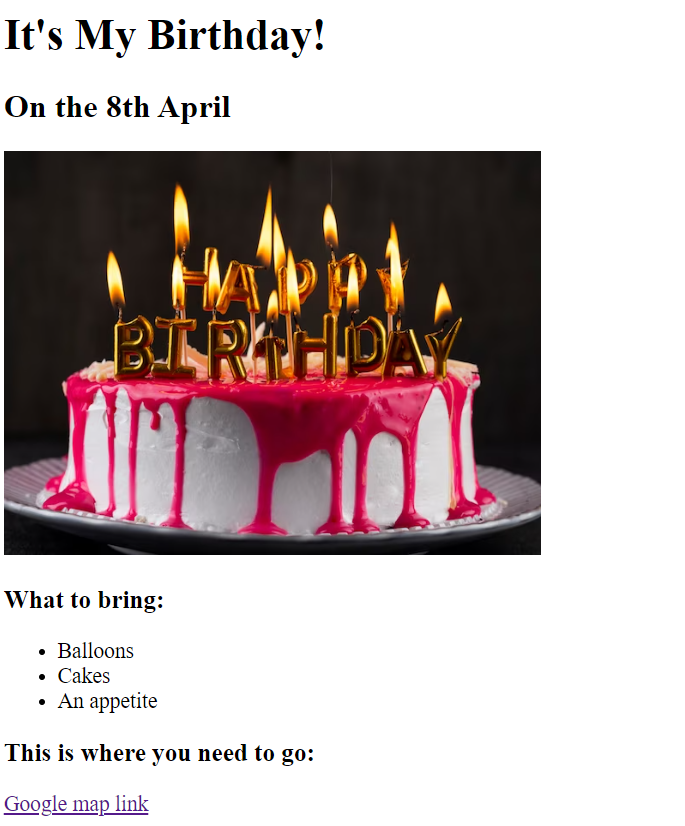 It's My Birthday!
On the 8th April
HAPPY
BIRTHDAY
What to bring:
Balloons
Cakes
An appetite
This is where you need to go:
Google map link